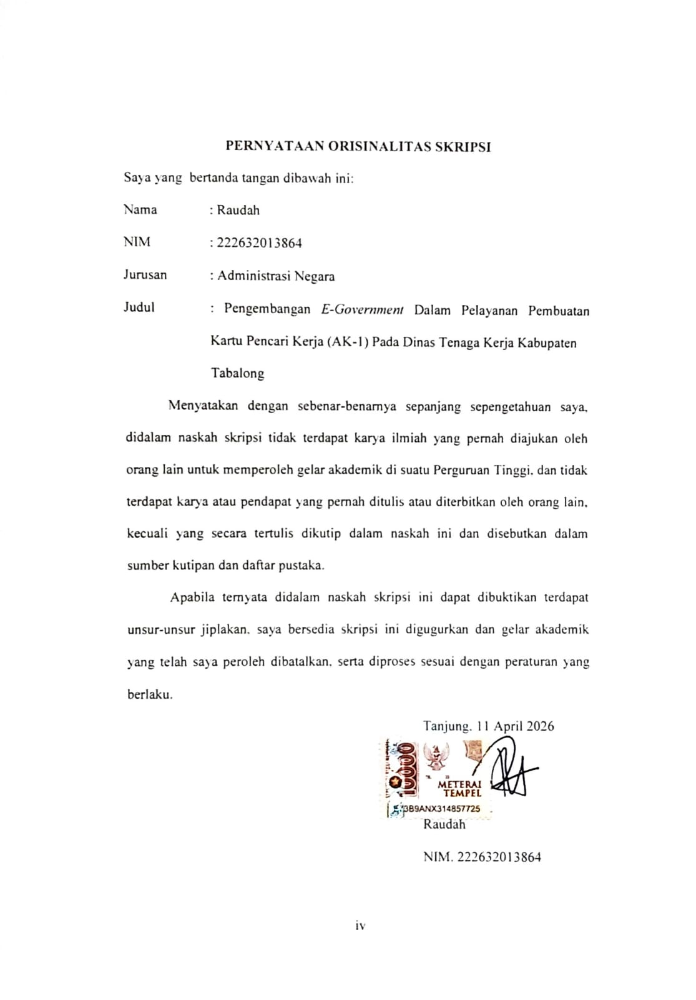 PERNYATAAN ORISINALITAS SKRIPSI
Saya yang bertanda tangan dibawah ini:
Nama : Raudah
NIM : 222632013864
Jurusan : Administrasi Negara
Judul : Pengembangan E-Government Dalam Pelayanan Pembuatan
Kartu Pencari Kerja (AK-1) Pada Dinas Tenaga Kerja Kabupaten
Tabalong
Menyatakan dengan sebenar-benarnya sepanjang sepengetahuan saya,
didalam naskah skripsi tidak terdapat karya ilmiah yang pernah diajukan oleh
orang lain untuk memperoleh gelar akademik di suatu Perguruan Tinggi, dan tidak
terdapat karya atau pendapat yang pernah ditulis atau diterbitkan oleh orang lain,
kecuali yang secara tertulis dikutip dalam naskah ini dan disebutkan dalam
sumber kutipan dan daftar pustaka.
Apabila ternyata didalam naskah skripsi ini dapat dibuktikan terdapat
unsur-unsur jiplakan, saya bersedia skripsi ini digugurkan dan gelar akademik
yang telah saya peroleh dibatalkan, serta diproses sesuai dengan peraturan yang
berlaku.
Tanjung, 11 April 2026
10000
METERAI
TEMPEL
3B9ANX314857725
Raudah
NIM. 222632013864
iv